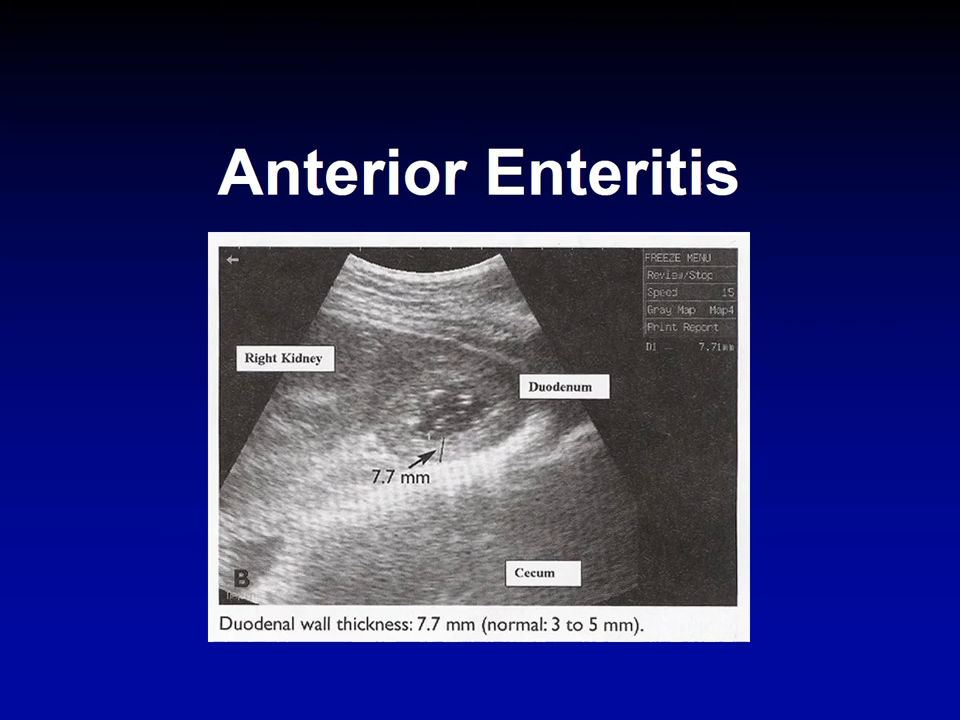 Anterior Enteritis
FREEZE MENU
Review/Stop
Speed 15
Gray Map Map4
Print Report
D1 7.71mm
Right Kidney
Duodenum
7.7 mm
Cecum
B
Duodenal wall thickness: 7.7 mm (normal: 3 to 5 mm).